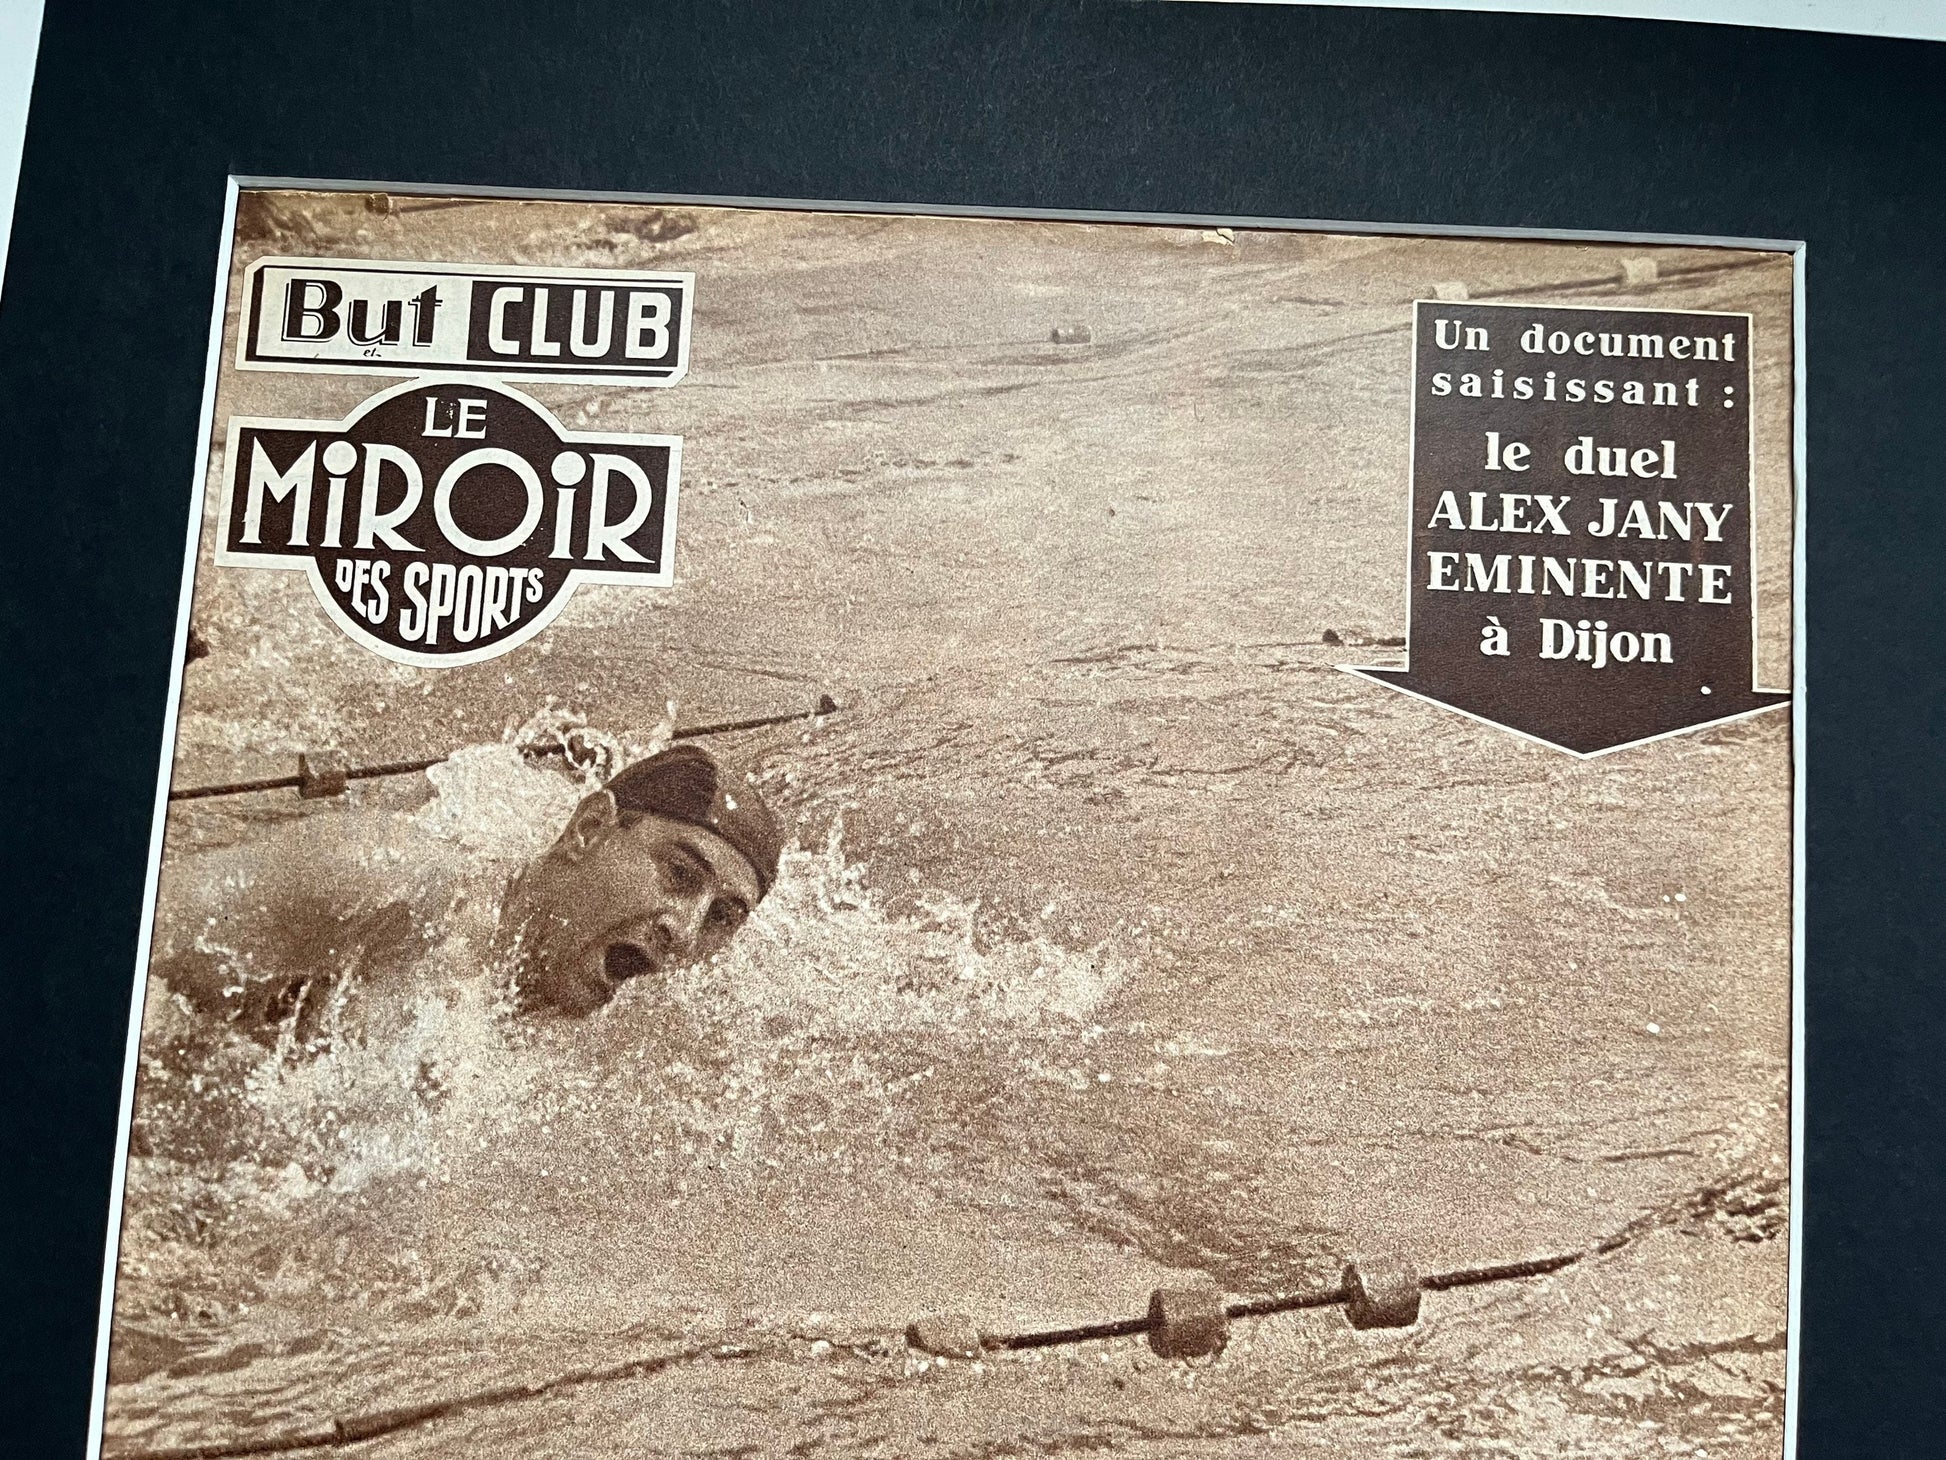 But et CLUB
LE
MiROiR
DES SPORTS
Un document
saisissant :
le duel
ALEX JANY
EMINENTE
à Dijon